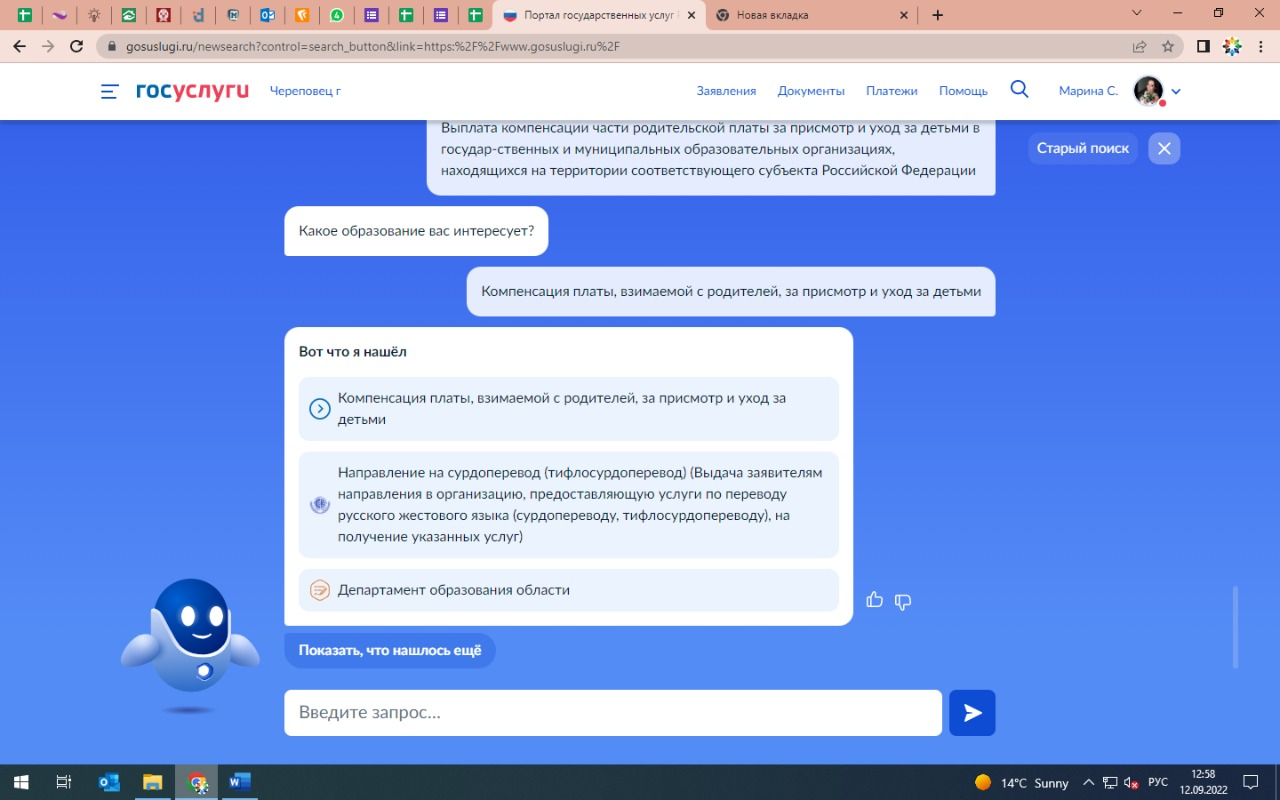 Портал государственных услуг
Новая вкладка
gosuslugi.ru/newsearch?control=search_button&link=https:%2F%2Fwww.gosuslugi.ru%2F
госуслуги
Череповец г
Заявления
Документы
Платежи
Помощь
Марина С.
Выплата компенсации части родительской платы за присмотр и уход за детьми в
государ-ственных и муниципальных образовательных организациях,
находящихся на территории соответствующего субъекта Российской Федерации
Старый поиск
Какое образование вас интересует?
Компенсация платы, взимаемой с родителей, за присмотр и уход за детьми
Вот что я нашёл
Компенсация платы, взимаемой с родителей, за присмотр и уход за
детьми
Направление на сурдоперевод (тифлосурдоперевод) (Выдача заявителям
направления в организацию, предоставляющую услуги по переводу
русского жестового языка (сурдопереводу, тифлосурдопереводу), на
получение указанных услуг)
Департамент образования области
Показать, что нашлось ещё
Введите запрос...
14°C Sunny
РУС
12:58
12.09.2022